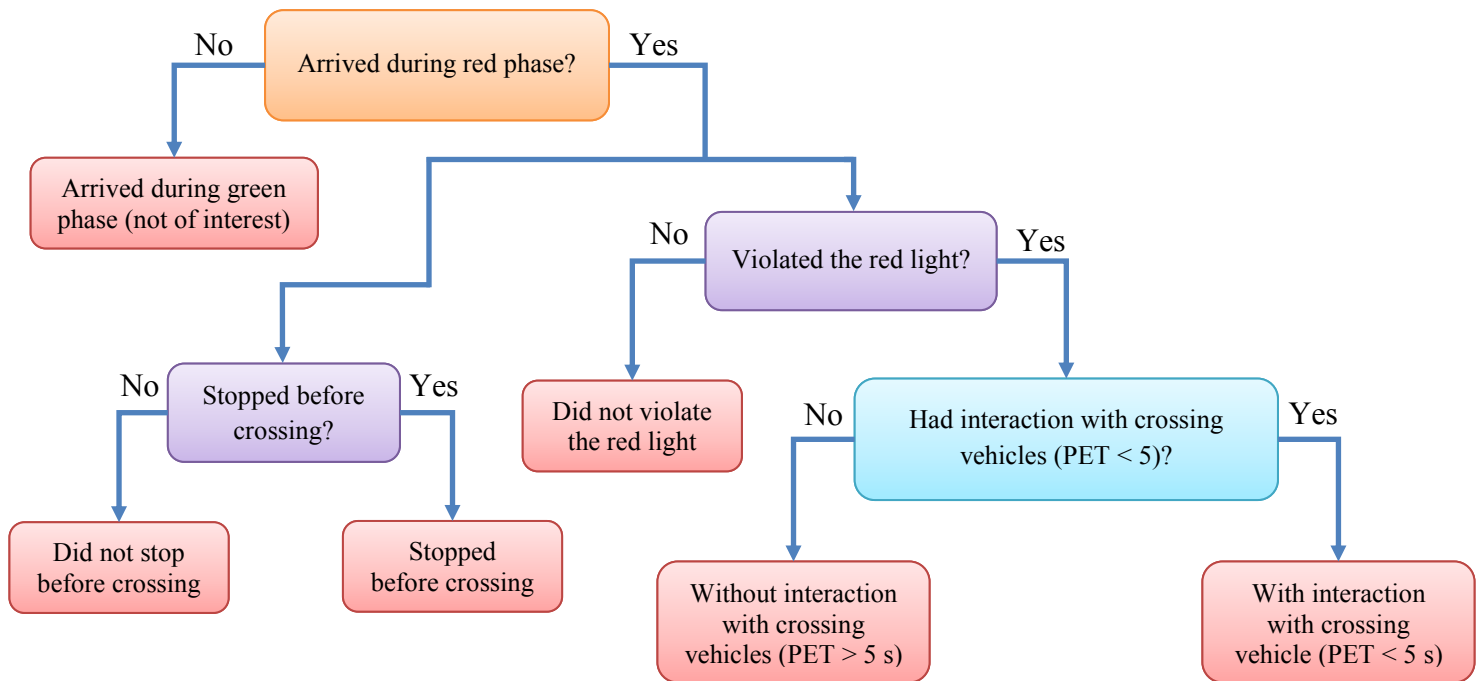 No
Arrived during red phase?
Yes
Arrived during green
phase (not of interest)
No
Violated the red light?
Yes
No
Stopped before
crossing?
Yes
Did not violate
the red light
No
Had interaction with crossing
vehicles (PET < 5)?
Yes
Did not stop
before crossing
Stopped
before crossing
Without interaction
with crossing
vehicles (PET > 5 s)
With interaction
with crossing
vehicle (PET < 5 s)